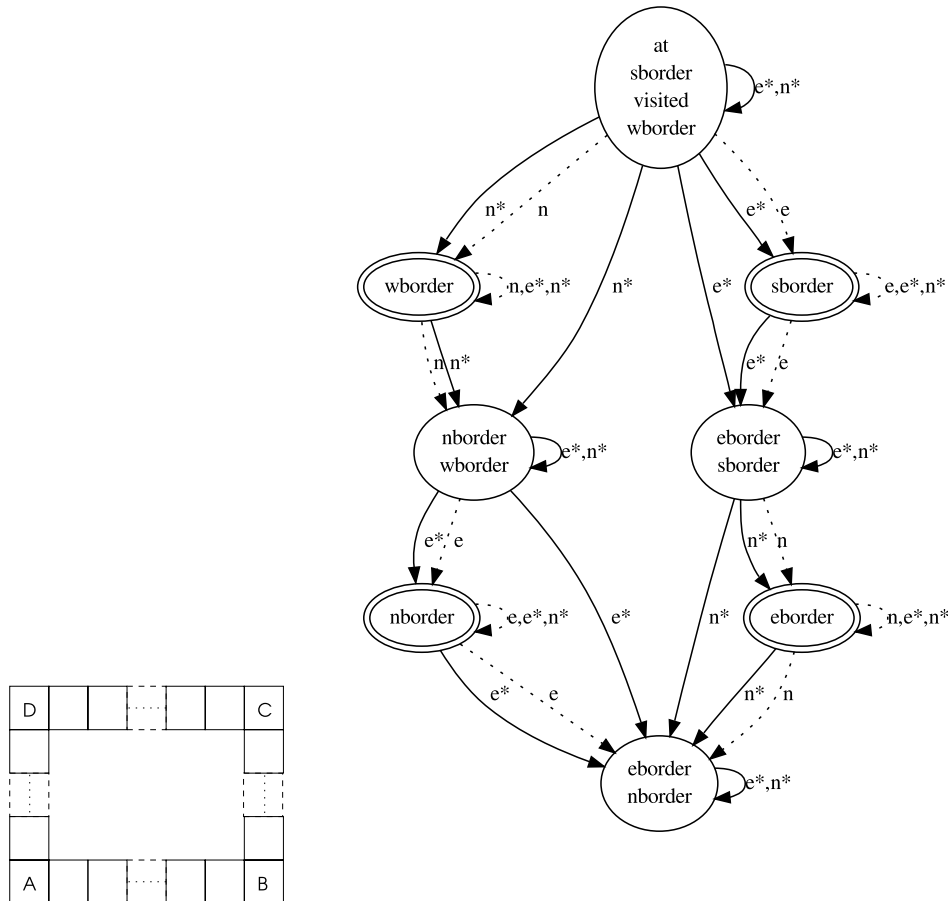 at
sborder
visited
wborder
e*,n*
n*
n
e*
e
wborder
n,e*,n*
n*
e*
sborder
e,e*,n*
n
n*
e*
e
nborder
wborder
e*,n*
eborder
sborder
e*,n*
e*
e
n*
n
nborder
e,e*,n*
e*
n*
eborder
n,e*,n*
e*
e
n*
n
D
C
eborder
nborder
e*,n*
A
B